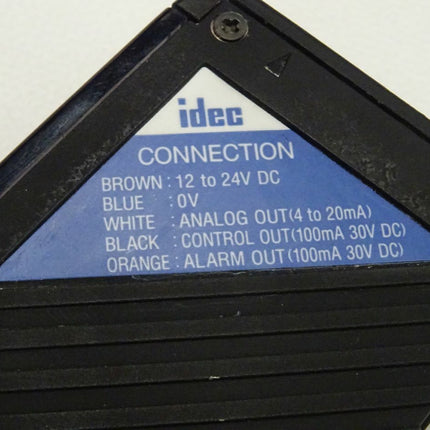 idec
CONNECTION
BROWN : 12 to 24V DC
BLUE : 0V
WHITE : ANALOG OUT(4 to 20mA)
BLACK : CONTROL OUT(100mA 30V DC)
ORANGE : ALARM OUT(100mA 30V DC)